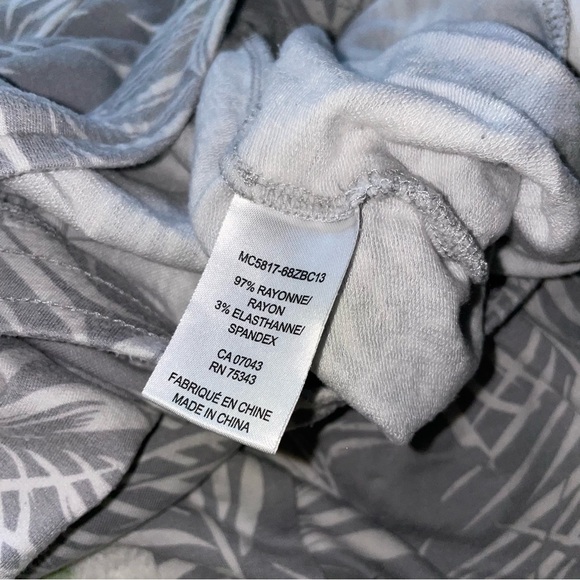 MC5817-68ZBC13
97% RAYONNE/
RAYON
3% ELASTHANNE/
SPANDEX
CA 07043
RN 75343
FABRIQUÉ EN CHINE
MADE IN CHINA